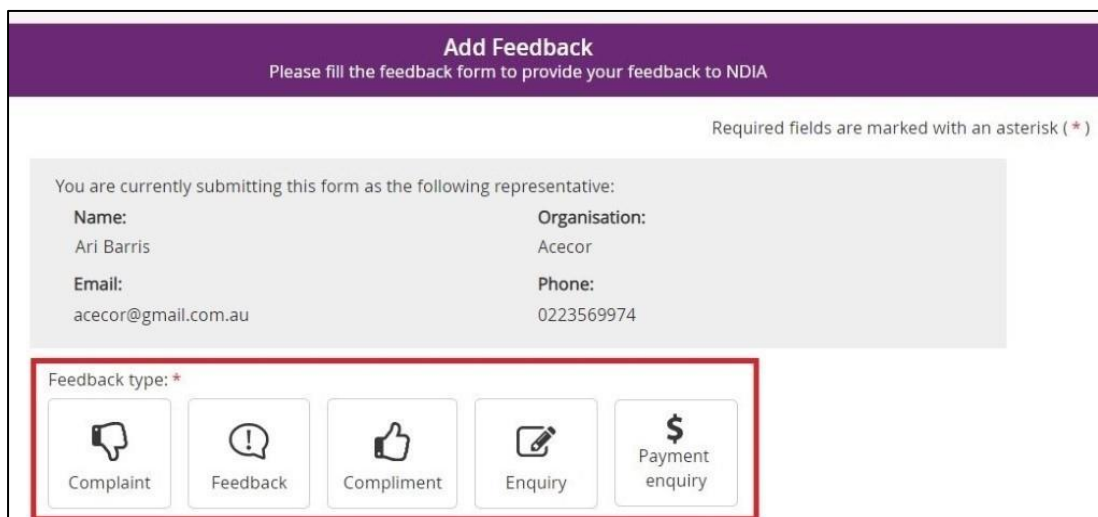 Add Feedback
Please fill the feedback form to provide your feedback to NDIA
Required fields are marked with an asterisk ( * )
You are currently submitting this form as the following representative:
Name: Organisation:
Ari Barris Acecor
Email: Phone:
acecor@gmail.com.au 0223569974
Feedback type: *
Complaint Feedback Compliment Enquiry Payment enquiry